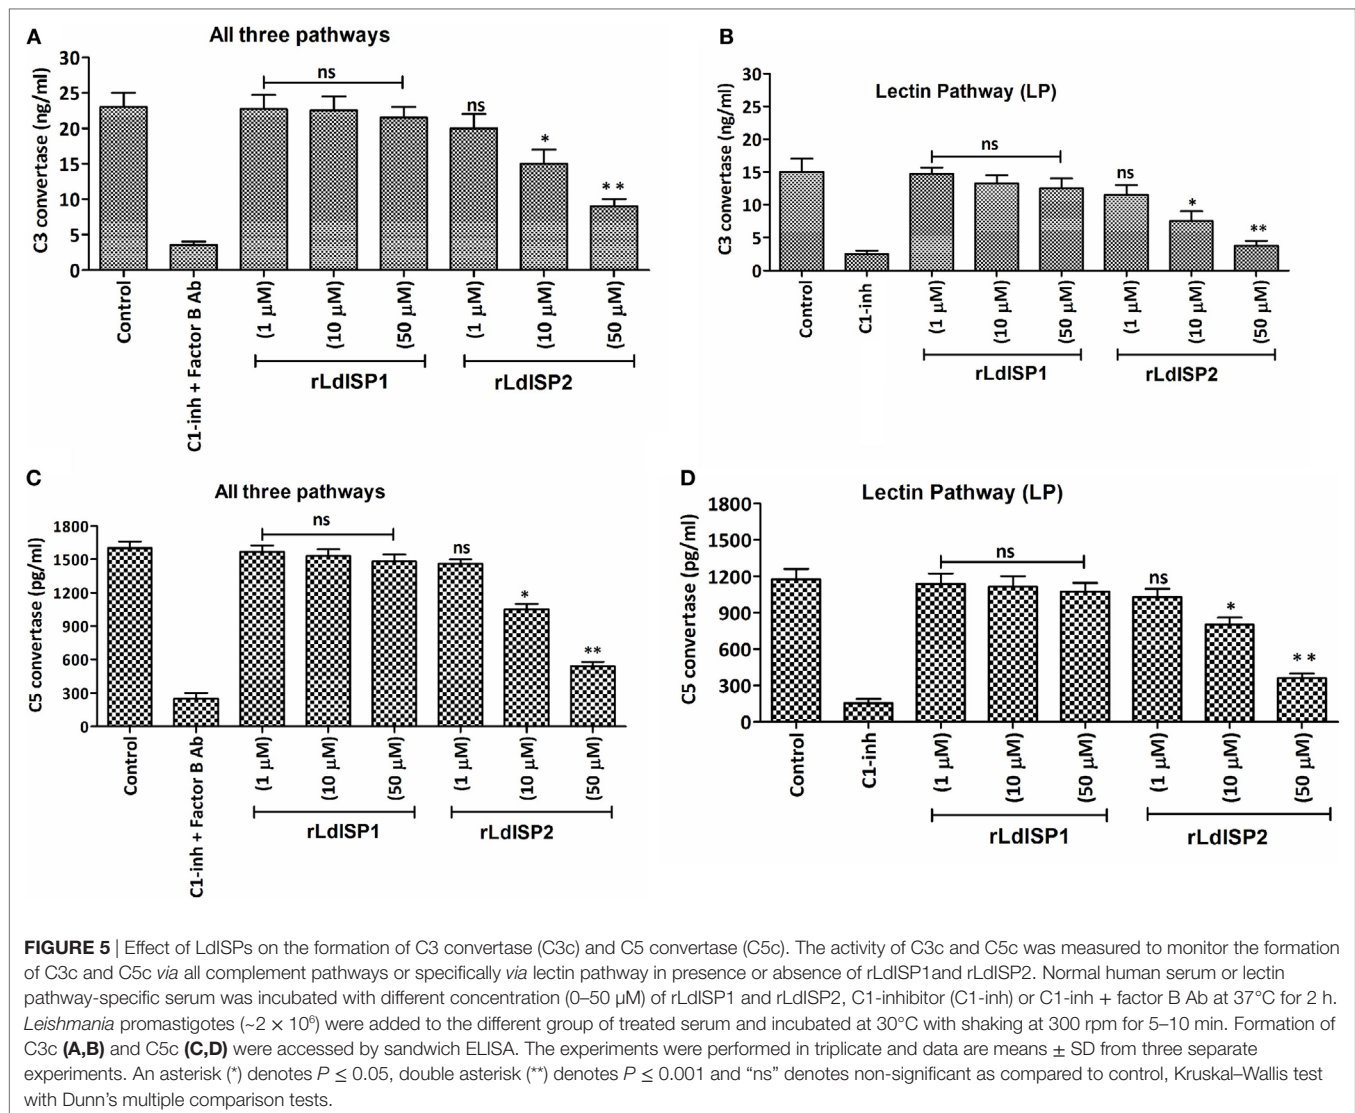 A
All three pathways
C3 convertase (ng/ml)
30
25
20
15
10
5
0
ns
ns
*
* *
Control
C1-inh + Factor B Ab
(1 μM)
(10 μM)
(50 μM)
(1 μM)
(10 μM)
(50 μM)
rLdISP1
rLdISP2
B
Lectin Pathway (LP)
C3 convertase (ng/ml)
30
25
20
15
10
5
0
ns
ns
*
**
Control
C1-inh
(1 μM)
(10 μM)
(50 μM)
(1 μM)
(10 μM)
(50 μM)
rLdISP1
rLdISP2
C
All three pathways
C5 convertase (pg/ml)
1800
1500
1200
900
600
300
0
ns
ns
*
**
Control
C1-inh + Factor B Ab
(1 μM)
(10 μM)
(50 μM)
(1 μM)
(10 μM)
(50 μM)
rLdISP1
rLdISP2
D
Lectin Pathway (LP)
C5 convertase (pg/ml)
1800
1500
1200
900
600
300
0
ns
ns
*
* *
Control
C1-inh
(1 μM)
(10 μM)
(50 μM)
(1 μM)
(10 μM)
(50 μM)
rLdISP1
rLdISP2
FIGURE 5 | Effect of LdISPs on the formation of C3 convertase (C3c) and C5 convertase (C5c). The activity of C3c and C5c was measured to monitor the formation
of C3c and C5c via all complement pathways or specifically via lectin pathway in presence or absence of rLdISP1and rLdISP2. Normal human serum or lectin
pathway-specific serum was incubated with different concentration (0–50 μM) of rLdISP1 and rLdISP2, C1-inhibitor (C1-inh) or C1-inh + factor B Ab at 37°C for 2 h.
Leishmania promastigotes (~2 × 10⁶) were added to the different group of treated serum and incubated at 30°C with shaking at 300 rpm for 5–10 min. Formation of
C3c (A,B) and C5c (C,D) were accessed by sandwich ELISA. The experiments were performed in triplicate and data are means ± SD from three separate
experiments. An asterisk (*) denotes P ≤ 0.05, double asterisk (**) denotes P ≤ 0.001 and “ns” denotes non-significant as compared to control, Kruskal–Wallis test
with Dunn’s multiple comparison tests.